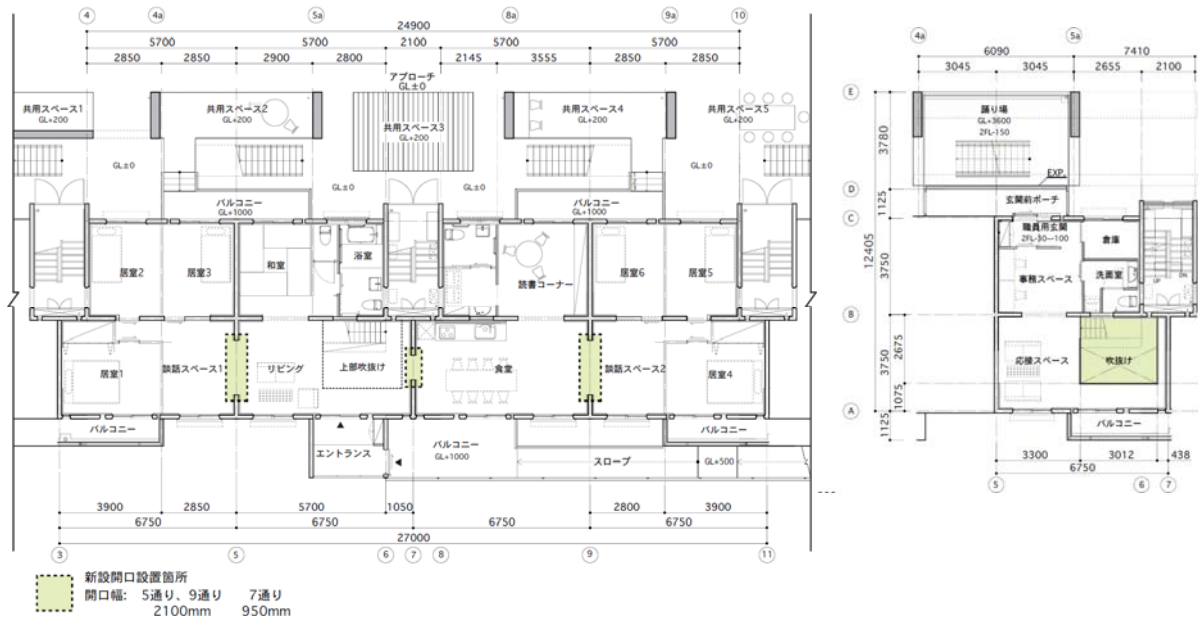 4 4a 5a 8a 9a 10
24900
5700 5700 2100 5700 5700
2850 2850 2900 2800 2145 3555 2850 2850
アプローチ
GL±0
共用スペース1
GL+200
共用スペース2
GL+200
共用スペース3
GL+200
共用スペース4
GL+200
共用スペース5
GL+200
GL±0 GL±0 GL±0 GL±0
バルコニー
GL+1000
バルコニー
GL+1000
居室2 居室3 和室 浴室 読書コーナー 居室6 居室5
居室1 談話スペース1 リビング 上部吹抜け 食堂 談話スペース2 居室4
バルコニー
エントランス
バルコニー
GL+1000
スロープ
GL+500
バルコニー
3900 2850 5700 1050 2800 3900
6750 6750 6750 6750
27000
3 5 6 7 8 9 11
新設開口設置箇所
開口幅: 5通り、9通り 7通り
2100mm 950mm
4a 5a
6090 7410
3045 3045 2655 2100
E
D
C
B
A
12405
3780
1125
3750
3750
1125
2675
1075
踊り場
GL+3600
2FL-150
EXP.
玄関前ポーチ
職員用玄関
2FL-30―100
倉庫
事務スペース
洗面室
UP
DN
応接スペース
吹抜け
バルコニー
3300 3012 438
6750
5 6 7